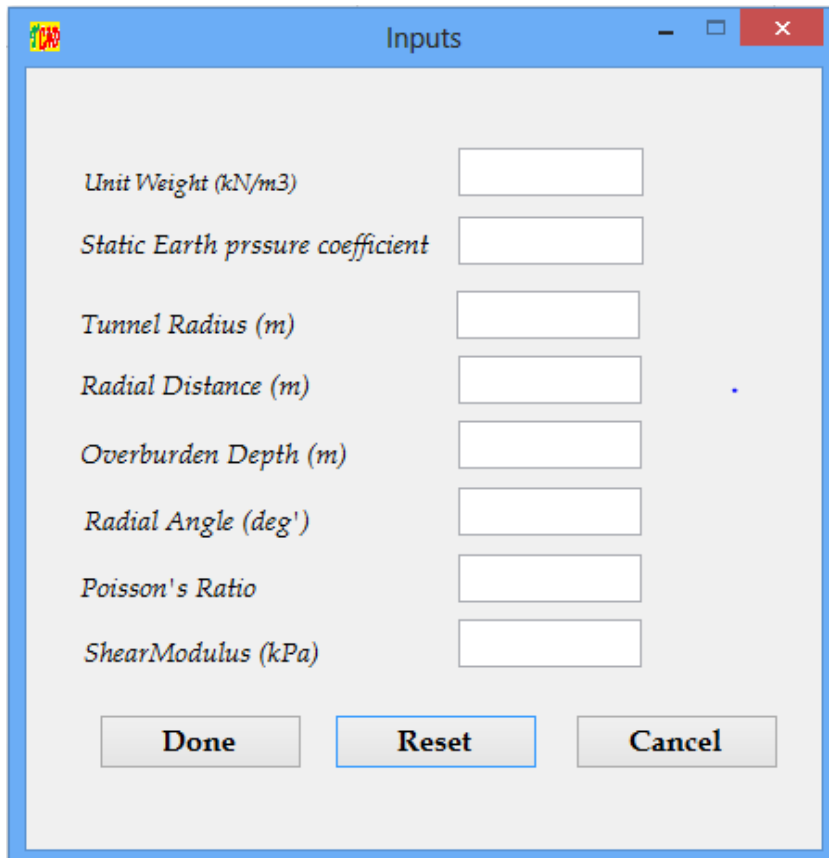 Inputs
Unit Weight (kN/m3)
Static Earth prssure coefficient
Tunnel Radius (m)
Radial Distance (m)
Overburden Depth (m)
Radial Angle (deg')
Poisson's Ratio
ShearModulus (kPa)
Done Reset Cancel